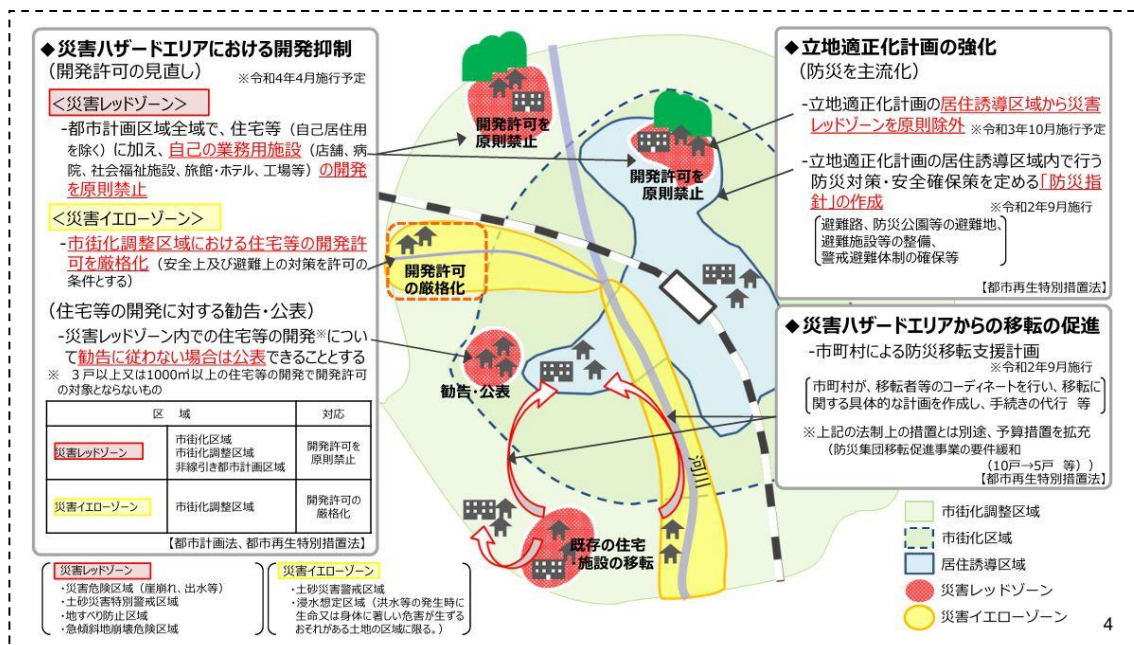 ◆災害ハザードエリアにおける開発抑制
(開発許可の見直し) ※令和4年4月施行予定
<災害レッドゾーン>
-都市計画区域全域で、住宅等(自己居住用
を除く)に加え、自己の業務用施設(店舗、病
院、社会福祉施設、旅館・ホテル、工場等)の開発
を原則禁止
<災害イエローゾーン>
-市街化調整区域における住宅等の開発許
可を厳格化(安全上及び避難上の対策を許可の
条件とする)
(住宅等の開発に対する勧告・公表)
-災害レッドゾーン内での住宅等の開発※につい
て勧告に従わない場合は公表できることとする
※ 3戸以上又は1000㎡以上の住宅等の開発で開発許可
の対象とならないもの
区 域 対応
災害レッドゾーン
市街化区域
市街化調整区域
非線引き都市計画区域
開発許可を
原則禁止
災害イエローゾーン
市街化調整区域
開発許可の
厳格化
【都市計画法、都市再生特別措置法】
災害レッドゾーン
・災害危険区域(崖崩れ、出水等)
・土砂災害特別警戒区域
・地すべり防止区域
・急傾斜地崩壊危険区域
災害イエローゾーン
・土砂災害警戒区域
・浸水想定区域(洪水等の発生時に
生命又は身体に著しい危害が生ずる
おそれがある土地の区域に限る。)
開発許可を
原則禁止
開発許可を
原則禁止
開発許可
の厳格化
勧告・公表
河川
既存の住宅
・施設の移転
◆立地適正化計画の強化
(防災を主流化)
-立地適正化計画の居住誘導区域から災害
レッドゾーンを原則除外 ※令和3年10月施行予定
-立地適正化計画の居住誘導区域内で行う
防災対策・安全確保策を定める「防災指
針」の作成 ※令和2年9月施行
避難路、防災公園等の避難地、
避難施設等の整備、
警戒避難体制の確保等
【都市再生特別措置法】
◆災害ハザードエリアからの移転の促進
-市町村による防災移転支援計画
※令和2年9月施行
市町村が、移転者等のコーディネートを行い、移転に
関する具体的な計画を作成し、手続きの代行 等
※上記の法制上の措置とは別途、予算措置を拡充
(防災集団移転促進事業の要件緩和
(10戸→5戸 等))
【都市再生特別措置法】
市街化調整区域
市街化区域
居住誘導区域
災害レッドゾーン
災害イエローゾーン
4